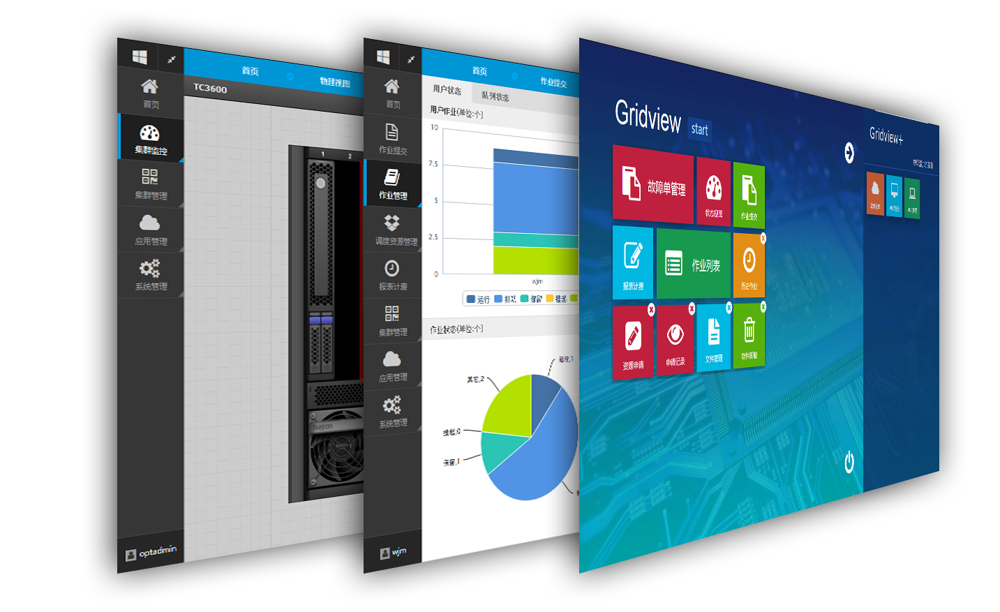 首页
物理视图
TC3600
首页
集群监控
集群管理
应用管理
系统管理
1
2
Sugon
optadmin
首页
作业提交
用户状态
队列状态
首页
作业提交
作业管理
调度资源管理
报表计费
集群管理
应用管理
系统管理
wjm
用户作业(单位:个)
10
7.5
5
2.5
0
wjm
运行
排队
保留
挂起
作业状态(单位:个)
运行,1
其它,2
挂起,0
保留,1
Gridview start
故障单管理
状态视图
作业提交
报表计费
作业列表
历史作业
资源申请
申请记录
文件管理
软件卸载
Gridview+